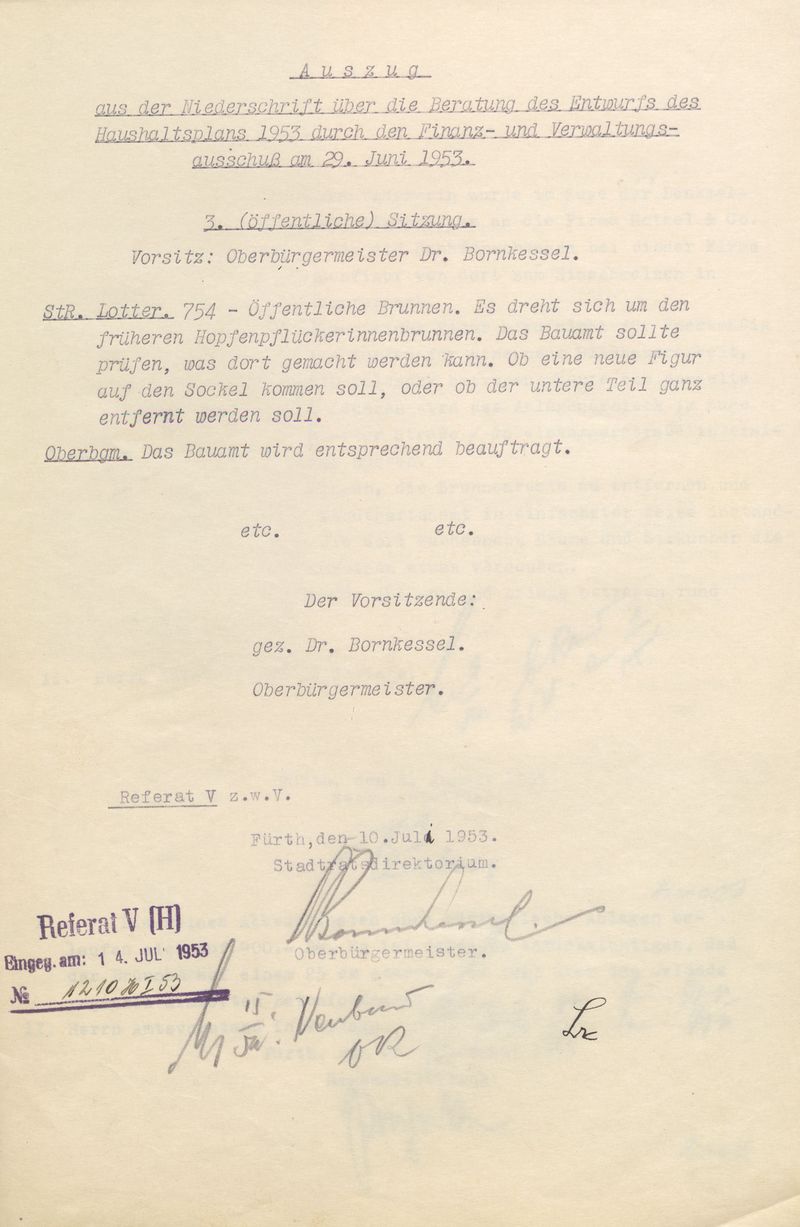 Auszug
aus der Niederschrift über die Beratung des Entwurfs des
Haushaltsplans 1953 durch den Finanz- und Verwaltungs-
ausschuß am 29. Juni 1953.
3. (öffentliche) Sitzung.
Vorsitz: Oberbürgermeister Dr. Bornkessel.
StR. Lotter. 754 - Öffentliche Brunnen. Es dreht sich um den
früheren Hopfenpflückerinnenbrunnen. Das Bauamt sollte
prüfen, was dort gemacht werden kann. Ob eine neue Figur
auf den Sockel kommen soll, oder ob der untere Teil ganz
entfernt werden soll.
Oberbgm. Das Bauamt wird entsprechend beauftragt.
etc. etc.
Der Vorsitzende:
gez. Dr. Bornkessel.
Oberbürgermeister.
Referat V z.w.V.
Fürth, den 10. Juli 1953.
Stadtratsdirektorium.
Bornkessel.
Oberbürgermeister.
Referat V (H)
Eingeg. am: 14. JUL 1953
№ 1210